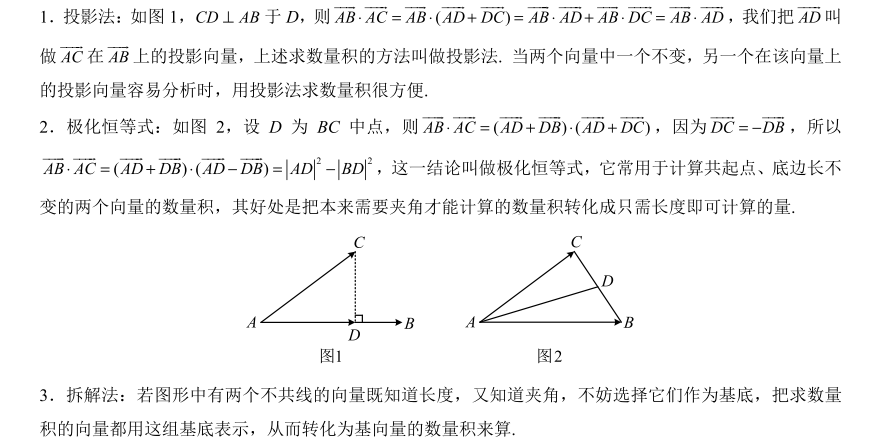 1．投影法：如图 1，CD ⊥ AB 于 D，则 $\overrightarrow{AB}\cdot\overrightarrow{AC}=\overrightarrow{AB}\cdot(\overrightarrow{AD}+\overrightarrow{DC})=\overrightarrow{AB}\cdot\overrightarrow{AD}+\overrightarrow{AB}\cdot\overrightarrow{DC}=\overrightarrow{AB}\cdot\overrightarrow{AD}$，我们把 $\overrightarrow{AD}$ 叫
做 $\overrightarrow{AC}$ 在 $\overrightarrow{AB}$ 上的投影向量，上述求数量积的方法叫做投影法. 当两个向量中一个不变，另一个在该向量上
的投影向量容易分析时，用投影法求数量积很方便.
2．极化恒等式：如图 2，设 D 为 BC 中点，则 $\overrightarrow{AB}\cdot\overrightarrow{AC}=(\overrightarrow{AD}+\overrightarrow{DB})\cdot(\overrightarrow{AD}+\overrightarrow{DC})$，因为 $\overrightarrow{DC}=-\overrightarrow{DB}$，所以
$\overrightarrow{AB}\cdot\overrightarrow{AC}=(\overrightarrow{AD}+\overrightarrow{DB})\cdot(\overrightarrow{AD}-\overrightarrow{DB})=|\overrightarrow{AD}|^2-|\overrightarrow{BD}|^2$，这一结论叫做极化恒等式，它常用于计算共起点、底边长不
变的两个向量的数量积，其好处是把本来需要夹角才能计算的数量积转化成只需长度即可计算的量.
C
A
D
B
图1
C
D
A
B
图2
3．拆解法：若图形中有两个不共线的向量既知道长度，又知道夹角，不妨选择它们作为基底，把求数量
积的向量都用这组基底表示，从而转化为基向量的数量积来算.